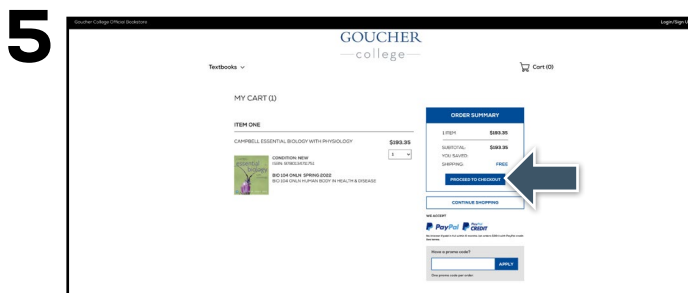 5
Goucher College Official Bookstore
Login/Sign U
GOUCHER
college
Textbooks
Cart (0)
MY CART (1)
ITEM ONE
CAMPBELL ESSENTIAL BIOLOGY WITH PHYSIOLOGY
$193.35
1
essential
biology
CONDITION: NEW
BIO 104 ONLN SPRING 2022
BIO 104 ONLN HUMAN BODY IN HEALTH & DISEASE
ORDER SUMMARY
1 ITEM $193.35
SUBTOTAL: $193.35
YOU SAVED:
SHIPPING: FREE
PROCEED TO CHECKOUT
CONTINUE SHOPPING
WE ACCEPT
PayPal PayPal CREDIT
Have a promo code?
APPLY
One promo code per order